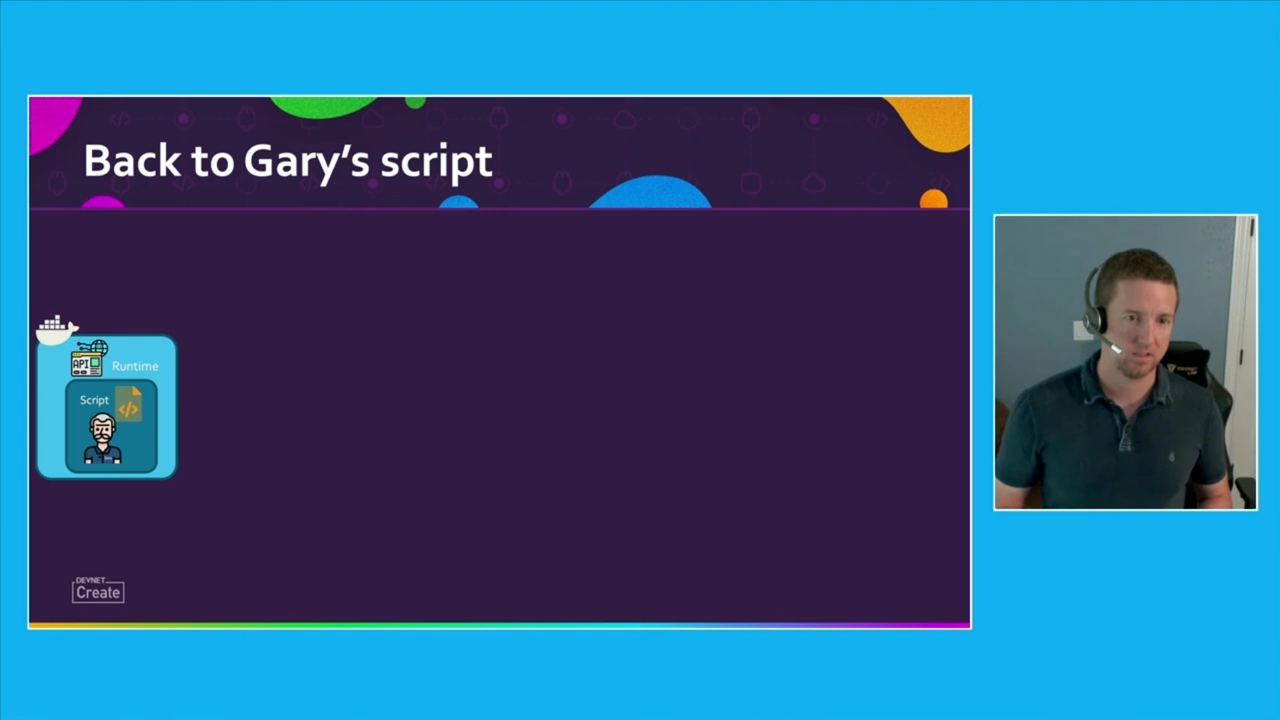 Back to Gary's script
API
Runtime
Script
</>
DEVNET
Create